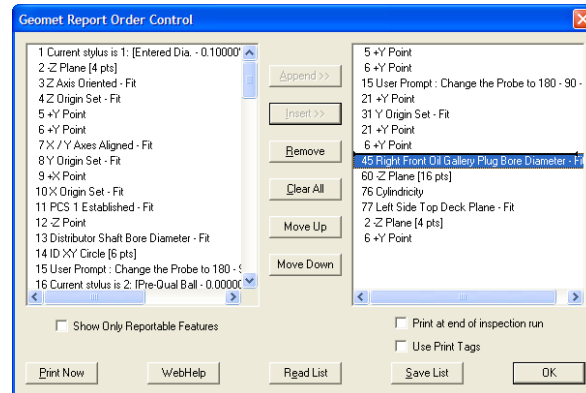 Geomet Report Order Control
1 Current stylus is 1: [Entered Dia. - 0.10000"
2 -Z Plane [4 pts]
3 Z Axis Oriented - Fit
4 Z Origin Set - Fit
5 +Y Point
6 +Y Point
7 X / Y Axes Aligned - Fit
8 Y Origin Set - Fit
9 +X Point
10 X Origin Set - Fit
11 PCS 1 Established - Fit
12 -Z Point
13 Distributor Shaft Bore Diameter - Fit
14 ID XY Circle [6 pts]
15 User Prompt : Change the Probe to 180 - 9
16 Current stylus is 2: [Pre-Qual Ball - 0.0000
Append >>
Insert >>
Remove
Clear All
Move Up
Move Down
5 +Y Point
6 +Y Point
15 User Prompt : Change the Probe to 180 - 90 -
21 +Y Point
31 Y Origin Set - Fit
21 +Y Point
6 +Y Point
45 Right Front Oil Gallery Plug Bore Diameter - Fit
60 -Z Plane [16 pts]
76 Cylindricity
77 Left Side Top Deck Plane - Fit
2 -Z Plane [4 pts]
6 +Y Point
Show Only Reportable Features
Print at end of inspection run
Use Print Tags
Print Now
WebHelp
Read List
Save List
OK